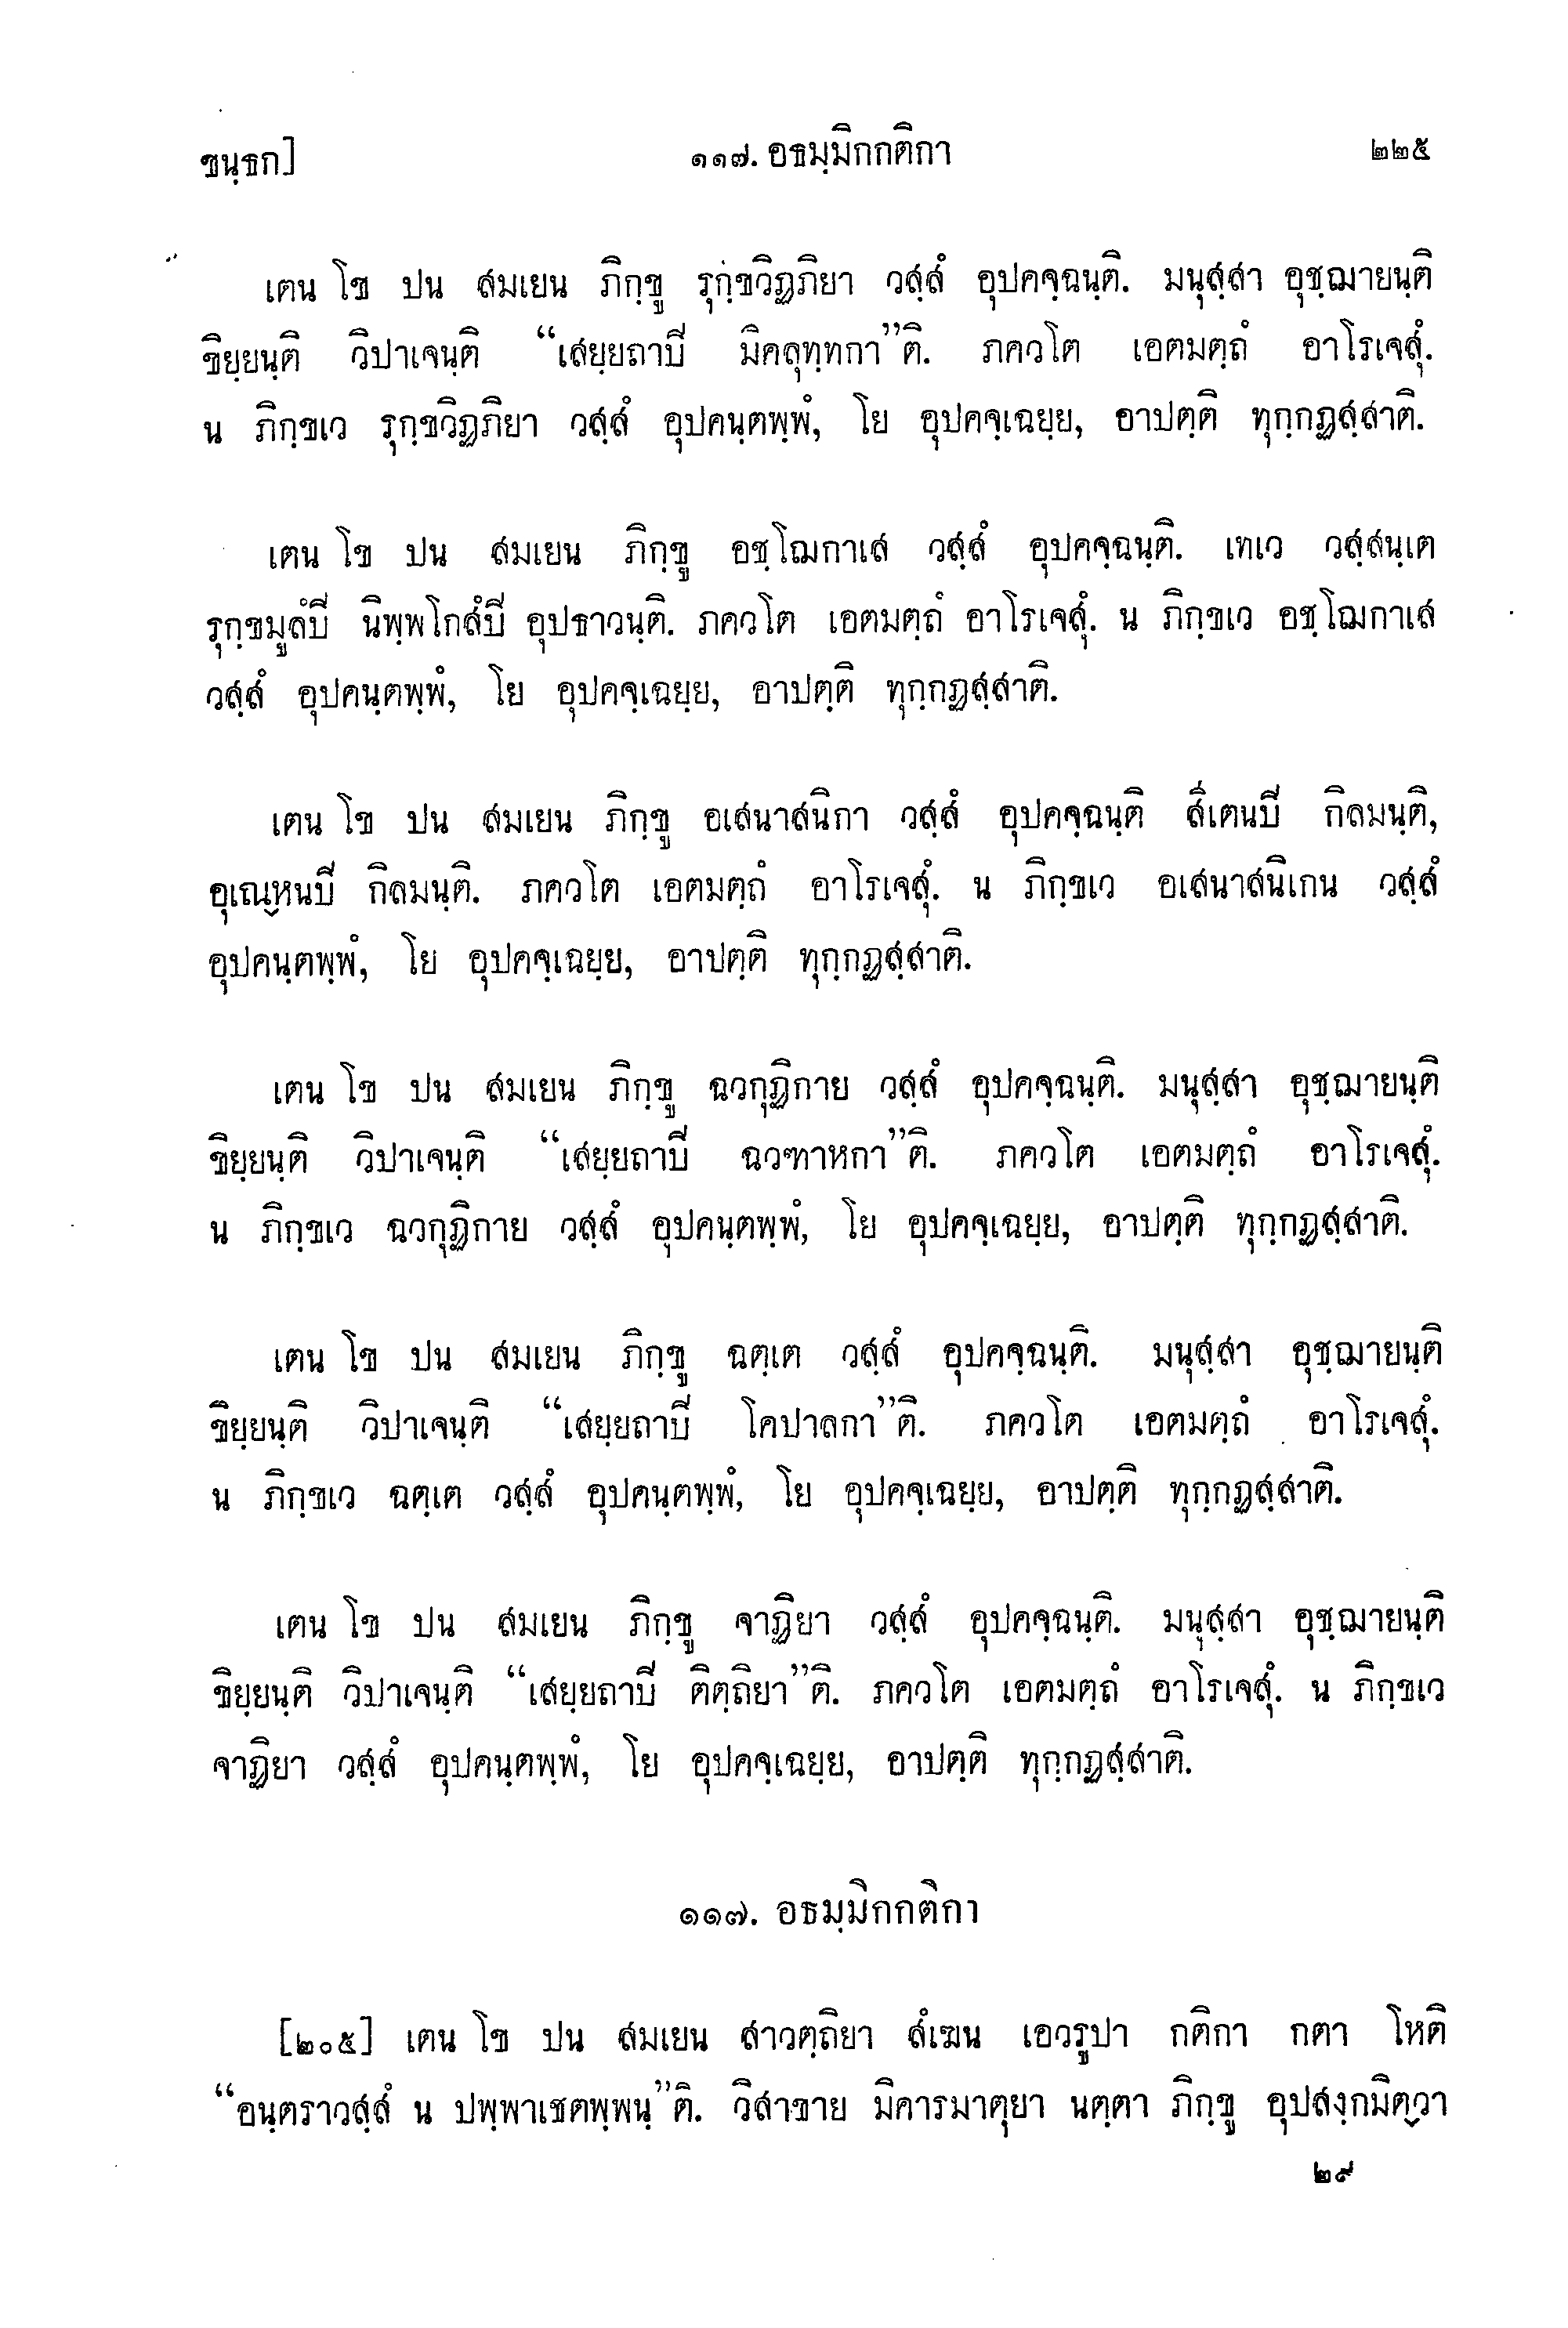 ขนฺธก]
๑๑๗. อธมฺมิกกติกา
๒๒๕
เตน โข ปน สมเยน ภิกฺขู รุกฺขวิฏภิยา วสฺสํ อุปคจฺฉนฺติ. มนุสฺสา อุชฺฌายนฺติ
ขิยฺยนฺติ วิปาเจนฺติ “เสยฺยถาปิ มิคลุทฺทกา”ติ. ภควโต เอตมตฺถํ อาโรเจสุํ.
น ภิกฺขเว รุกฺขวิฏภิยา วสฺสํ อุปคนฺตพฺพํ, โย อุปคจฺเฉยฺย, อาปตฺติ ทุกฺกฏสฺสาติ.
เตน โข ปน สมเยน ภิกฺขู อชฺโฌกาเส วสฺสํ อุปคจฺฉนฺติ. เทเว วสฺสนฺเต
รุกฺขมูลํปิ นิพฺพโกสํปิ อุปธาวนฺติ. ภควโต เอตมตฺถํ อาโรเจสุํ. น ภิกฺขเว อชฺโฌกาเส
วสฺสํ อุปคนฺตพฺพํ, โย อุปคจฺเฉยฺย, อาปตฺติ ทุกฺกฏสฺสาติ.
เตน โข ปน สมเยน ภิกฺขู อเสนาสนิกา วสฺสํ อุปคจฺฉนฺติ สีเตนปิ กิลมนฺติ,
อุเณฺหนปิ กิลมนฺติ. ภควโต เอตมตฺถํ อาโรเจสุํ. น ภิกฺขเว อเสนาสนิเกน วสฺสํ
อุปคนฺตพฺพํ, โย อุปคจฺเฉยฺย, อาปตฺติ ทุกฺกฏสฺสาติ.
เตน โข ปน สมเยน ภิกฺขู ฉวกุฏิกาย วสฺสํ อุปคจฺฉนฺติ. มนุสฺสา อุชฺฌายนฺติ
ขิยฺยนฺติ วิปาเจนฺติ “เสยฺยถาปิ ฉวฑาหกา”ติ. ภควโต เอตมตฺถํ อาโรเจสุํ.
น ภิกฺขเว ฉวกุฏิกาย วสฺสํ อุปคนฺตพฺพํ, โย อุปคจฺเฉยฺย, อาปตฺติ ทุกฺกฏสฺสาติ.
เตน โข ปน สมเยน ภิกฺขู ฉตฺเต วสฺสํ อุปคจฺฉนฺติ. มนุสฺสา อุชฺฌายนฺติ
ขิยฺยนฺติ วิปาเจนฺติ “เสยฺยถาปิ โคปาลกา”ติ. ภควโต เอตมตฺถํ อาโรเจสุํ.
น ภิกฺขเว ฉตฺเต วสฺสํ อุปคนฺตพฺพํ, โย อุปคจฺเฉยฺย, อาปตฺติ ทุกฺกฏสฺสาติ.
เตน โข ปน สมเยน ภิกฺขู จาฏิยา วสฺสํ อุปคจฺฉนฺติ. มนุสฺสา อุชฺฌายนฺติ
ขิยฺยนฺติ วิปาเจนฺติ “เสยฺยถาปิ ติตฺถิยา”ติ. ภควโต เอตมตฺถํ อาโรเจสุํ. น ภิกฺขเว
จาฏิยา วสฺสํ อุปคนฺตพฺพํ, โย อุปคจฺเฉยฺย, อาปตฺติ ทุกฺกฏสฺสาติ.
๑๑๗. อธมฺมิกกติกา
[๒๐๕] เตน โข ปน สมเยน สาวตฺถิยา สํเฆน เอวรูปา กติกา กตา โหติ
“อนฺตราวสฺสํ น ปพฺพาเชตพฺพนฺ”ติ. วิสาขาย มิคารมาตุยา นตฺตา ภิกฺขู อุปสงฺกมิตฺวา
๒๙